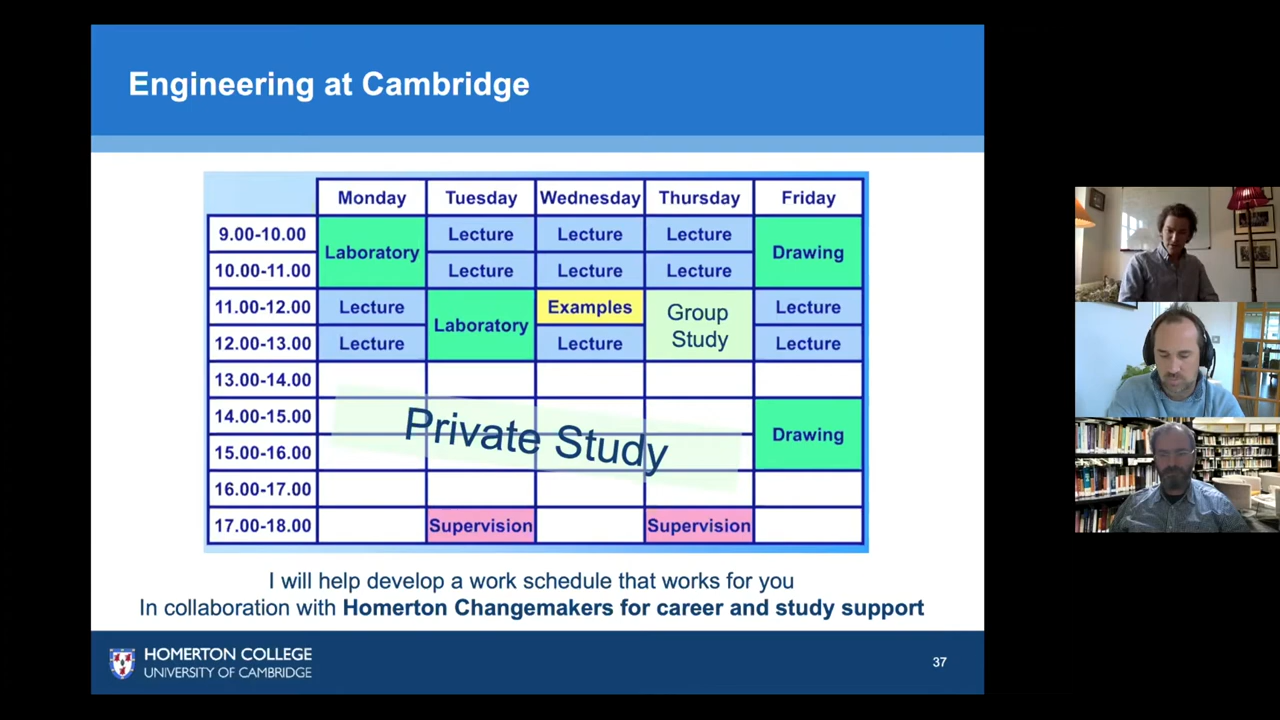 Engineering at Cambridge
Monday Tuesday Wednesday Thursday Friday
9.00-10.00 Laboratory Lecture Lecture Lecture Drawing
10.00-11.00 Lecture Lecture Lecture
11.00-12.00 Lecture Laboratory Examples Group Study Lecture
12.00-13.00 Lecture Lecture Lecture
13.00-14.00
14.00-15.00 Private Study Drawing
15.00-16.00
16.00-17.00
17.00-18.00 Supervision Supervision
I will help develop a work schedule that works for you
In collaboration with Homerton Changemakers for career and study support
HOMERTON COLLEGE
UNIVERSITY OF CAMBRIDGE
37